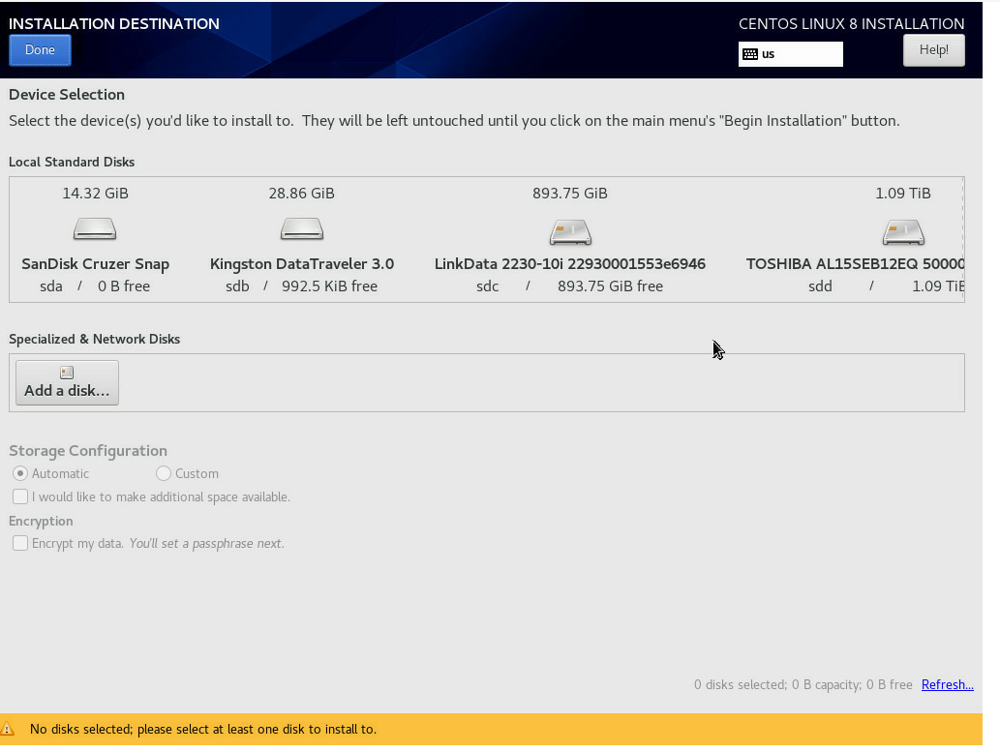 INSTALLATION DESTINATION
CENTOS LINUX 8 INSTALLATION
Done
us
Help!
Device Selection
Select the device(s) you'd like to install to.  They will be left untouched until you click on the main menu's "Begin Installation" button.
Local Standard Disks
14.32 GiB
28.86 GiB
893.75 GiB
1.09 TiB
SanDisk Cruzer Snap
Kingston DataTraveler 3.0
LinkData 2230-10i 22930001553e6946
TOSHIBA AL15SEB12EQ 50000
sda / 0 B free
sdb / 992.5 KiB free
sdc / 893.75 GiB free
sdd / 1.09 TiB
Specialized & Network Disks
Add a disk...
Storage Configuration
Automatic
Custom
I would like to make additional space available.
Encryption
Encrypt my data. You'll set a passphrase next.
0 disks selected; 0 B capacity; 0 B free
Refresh...
No disks selected; please select at least one disk to install to.